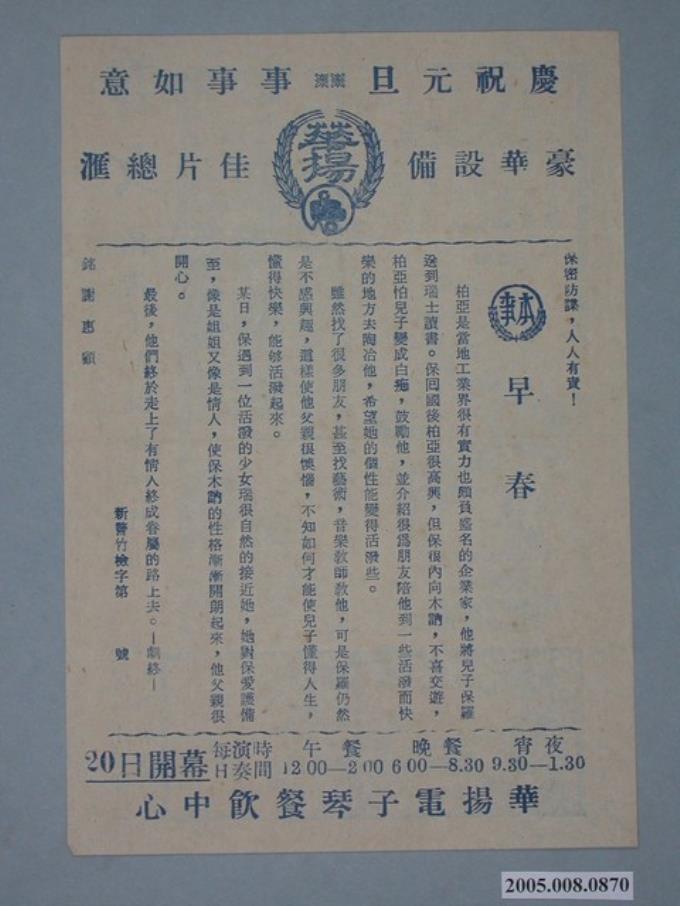 慶祝元旦 事事如意
豪華設備 佳片總滙
華揚
保密防諜，人人有責！
本事
早春
柏亞是當地工業界很有實力也頗負盛名的企業家，他將兒子保羅
送到瑞士讀書。保囘國後柏亞很高興，但保很內向木訥，不喜交遊，
柏亞怕兒子變成白痴，鼓勵他，並介紹很爲朋友陪他到一些活潑而快
樂的地方去陶冶他，希望她的個性能變得活潑些。
雖然找了很多朋友，甚至找藝術，音樂教師教他，可是保羅仍然
是不感興趣，這樣使他父親很懊惱，不知如何才能使兒子懂得人生，
懂得快樂，能够活潑起來。
某日，保遇到一位活潑的少女瑞很自然的接近她，她對保愛護備
至，像是姐姐又像是情人，使保木訥的性格漸漸開朗起來，他父親很
開心。
最後，他們終於走上了有情人終成眷屬的路上去。—劇終—
銘謝惠顧
新警竹檢字第 號
20日開幕
每日演奏時間
午餐 12.00—2.00
晚餐 6.00—8.30
宵夜 9.30—1.30
華揚電子琴餐飲中心
2005.008.0870